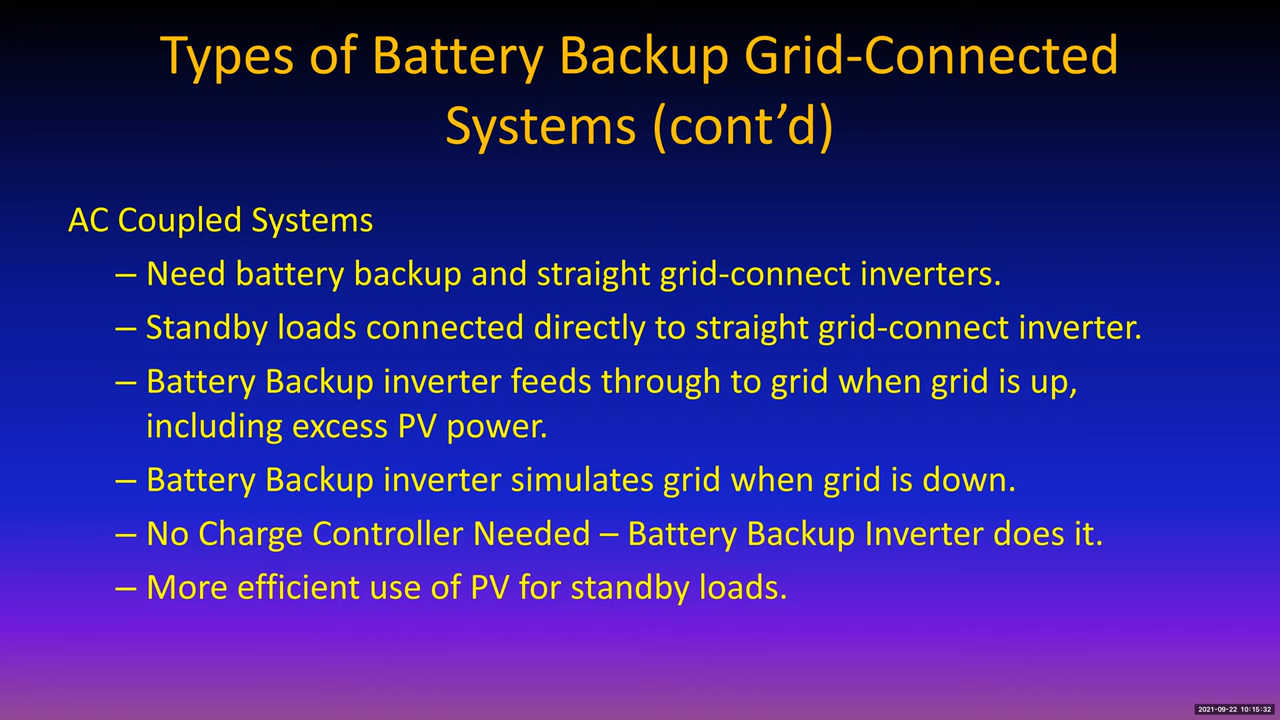 Types of Battery Backup Grid-Connected
Systems (cont’d)
AC Coupled Systems
– Need battery backup and straight grid-connect inverters.
– Standby loads connected directly to straight grid-connect inverter.
– Battery Backup inverter feeds through to grid when grid is up,
including excess PV power.
– Battery Backup inverter simulates grid when grid is down.
– No Charge Controller Needed – Battery Backup Inverter does it.
– More efficient use of PV for standby loads.
2021-09-22 10:15:32